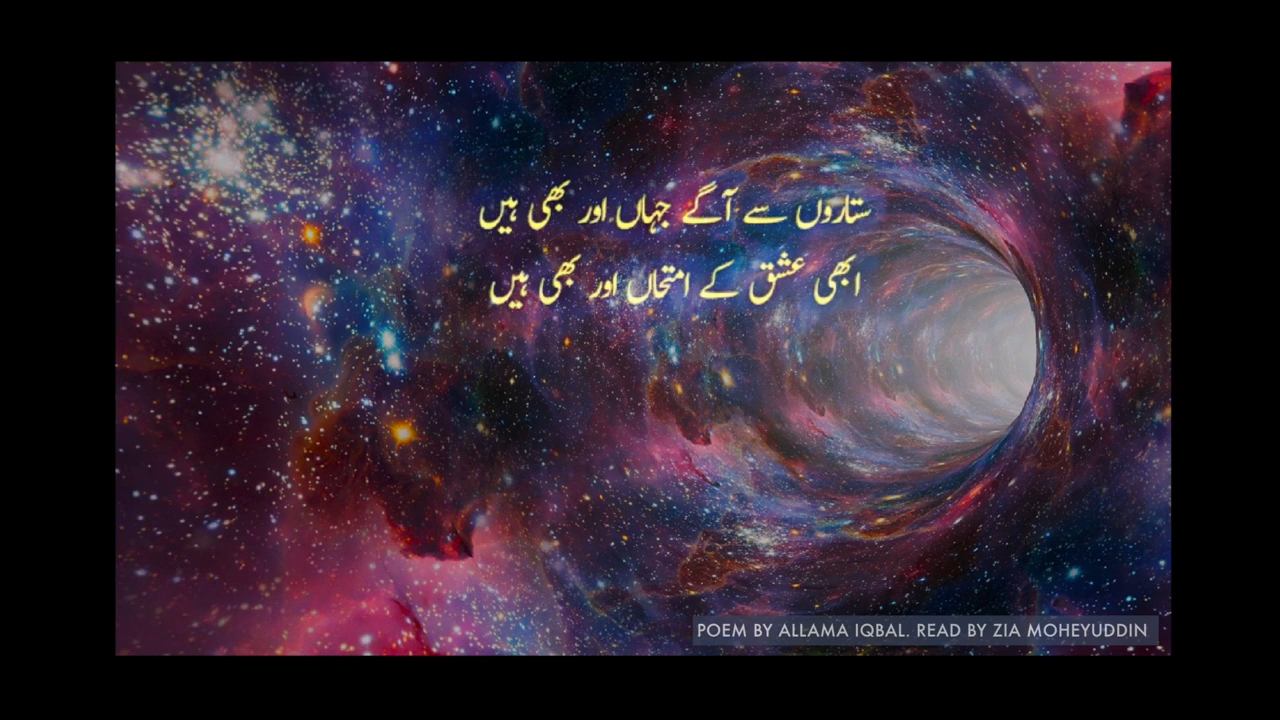 ستاروں سے آگے جہاں اور بھی ہیں
ابھی عشق کے امتحاں اور بھی ہیں
POEM BY ALLAMA IQBAL. READ BY ZIA MOHEYUDDIN